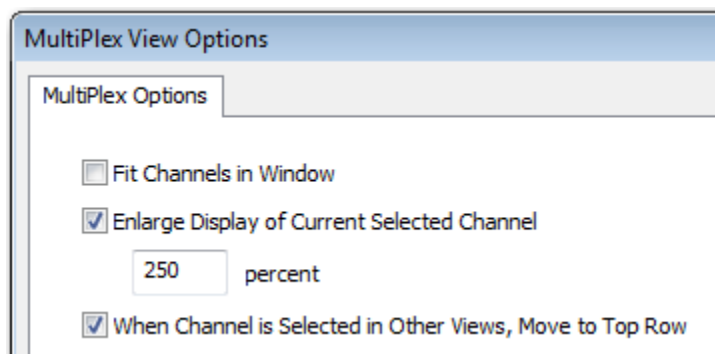 MultiPlex View Options
MultiPlex Options
Fit Channels in Window
Enlarge Display of Current Selected Channel
250 percent
When Channel is Selected in Other Views, Move to Top Row